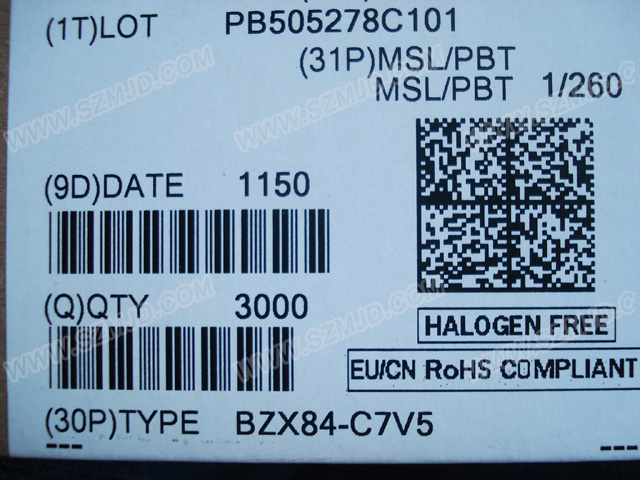 (1T)LOT PB505278C101
(31P)MSL/PBT
MSL/PBT 1/260
(9D)DATE 1150
(Q)QTY 3000
HALOGEN FREE
EU/CN RoHS COMPLIANT
(30P)TYPE BZX84-C7V5
WWW.SZMJD.COM
WWW.SZMJD.COM
WWW.SZMJD.COM
WWW.SZMJD.COM
WWW.SZMJD.COM
WWW.SZMJD.COM